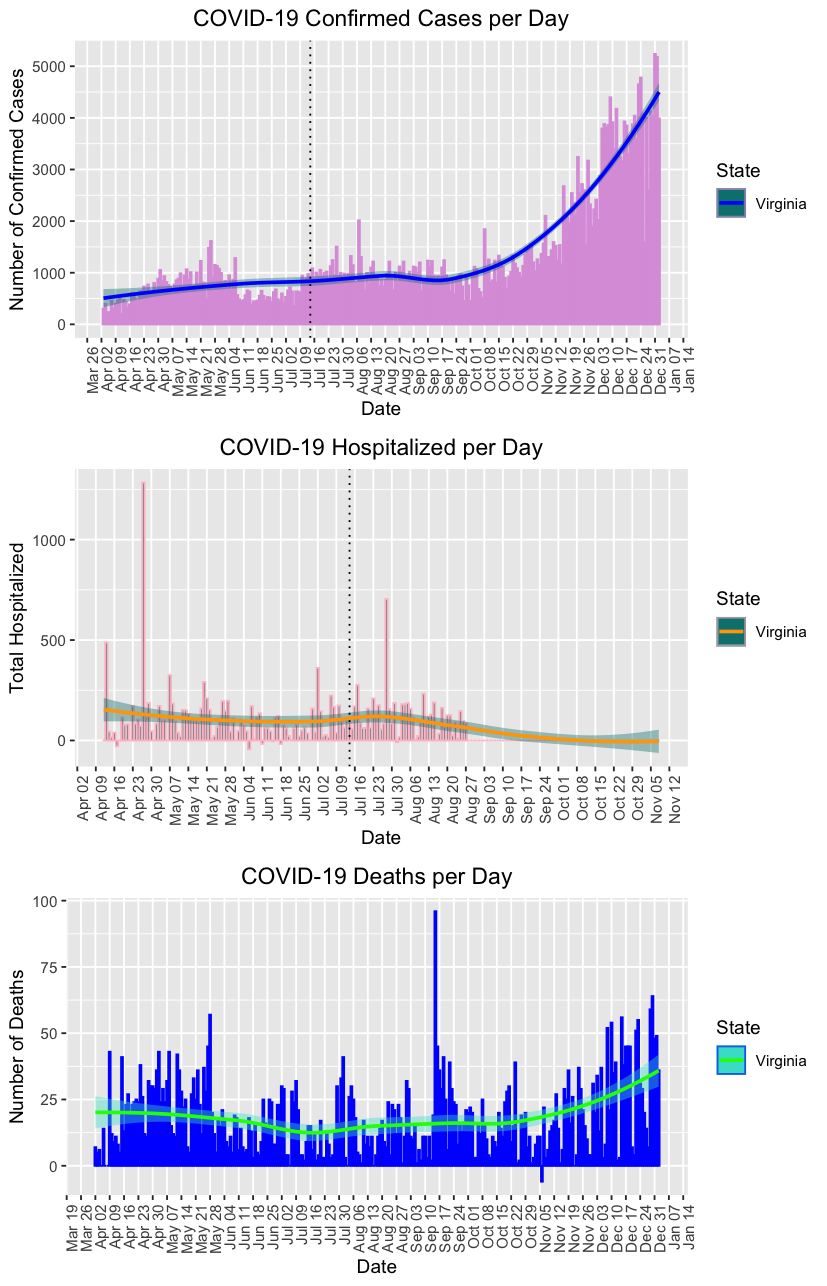 COVID-19 Confirmed Cases per Day
Number of Confirmed Cases
5000
4000
3000
2000
1000
0
Mar 26
Apr 02
Apr 09
Apr 16
Apr 23
Apr 30
May 07
May 14
May 21
May 28
Jun 04
Jun 11
Jun 18
Jun 25
Jul 02
Jul 09
Jul 16
Jul 23
Jul 30
Aug 06
Aug 13
Aug 20
Aug 27
Sep 03
Sep 10
Sep 17
Sep 24
Oct 01
Oct 08
Oct 15
Oct 22
Oct 29
Nov 05
Nov 12
Nov 19
Nov 26
Dec 03
Dec 10
Dec 17
Dec 24
Dec 31
Jan 07
Jan 14
Date
State
Virginia
COVID-19 Hospitalized per Day
Total Hospitalized
1000
500
0
Apr 02
Apr 09
Apr 16
Apr 23
Apr 30
May 07
May 14
May 21
May 28
Jun 04
Jun 11
Jun 18
Jun 25
Jul 02
Jul 09
Jul 16
Jul 23
Jul 30
Aug 06
Aug 13
Aug 20
Aug 27
Sep 03
Sep 10
Sep 17
Sep 24
Oct 01
Oct 08
Oct 15
Oct 22
Oct 29
Nov 05
Nov 12
Date
State
Virginia
COVID-19 Deaths per Day
Number of Deaths
100
75
50
25
0
Mar 19
Mar 26
Apr 02
Apr 09
Apr 16
Apr 23
Apr 30
May 07
May 14
May 21
May 28
Jun 04
Jun 11
Jun 18
Jun 25
Jul 02
Jul 09
Jul 16
Jul 23
Jul 30
Aug 06
Aug 13
Aug 20
Aug 27
Sep 03
Sep 10
Sep 17
Sep 24
Oct 01
Oct 08
Oct 15
Oct 22
Oct 29
Nov 05
Nov 12
Nov 19
Nov 26
Dec 03
Dec 10
Dec 17
Dec 24
Dec 31
Jan 07
Jan 14
Date
State
Virginia